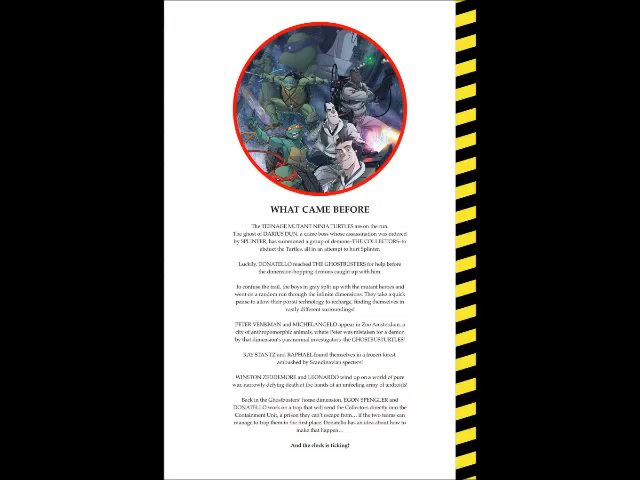 WHAT CAME BEFORE
The TEENAGE MUTANT NINJA TURTLES are on the run.
The ghost of DARIUS DUN, a crime boss whose assassination was ordered
by SPLINTER, has summoned a group of demons–THE COLLECTORS–to
abduct the Turtles, all in an attempt to hurt Splinter.
Luckily, DONATELLO reached THE GHOSTBUSTERS for help before
the dimension-hopping demons caught up with him.
To confuse the trail, the boys in gray split up with the mutant heroes and
went on a random run through the infinite dimensions. They take a quick
pause to allow their portal technology to recharge, finding themselves in
vastly different surroundings!
PETER VENKMAN and MICHELANGELO appear in Zoo Amsterdam, a
city of anthropomorphic animals, where Peter was mistaken for a demon
by that dimension's paranormal investigators: the GHOSTBUSTURTLES!
RAY STANTZ and RAPHAEL found themselves in a frozen forest
ambushed by Scandinavian specters!
WINSTON ZEDDEMORE and LEONARDO wind up on a world of pure
war, narrowly defying death at the hands of an unfeeling army of androids!
Back in the Ghostbusters' home dimension, EGON SPENGLER and
DONATELLO work on a trap that will send the Collectors directly into the
Containment Unit, a prison they can't escape from… if the two teams can
manage to trap them in the first place. Donatello has an idea about how to
make that happen…
And the clock is ticking!